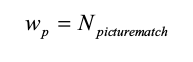 w_p = N_picturematch